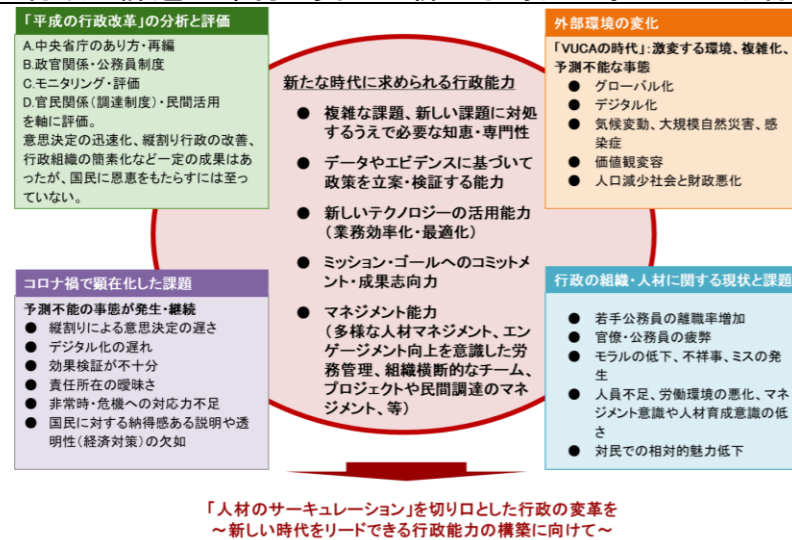 「平成の行政改革」の分析と評価
A.中央省庁のあり方・再編
B.政官関係・公務員制度
C.モニタリング・評価
D.官民関係(調達制度)・民間活用
を軸に評価。
意思決定の迅速化、縦割り行政の改善、
行政組織の簡素化など一定の成果はあ
ったが、国民に恩恵をもたらすには至っ
ていない。
外部環境の変化
「VUCAの時代」:激変する環境、複雑化、
予測不能な事態
● グローバル化
● デジタル化
● 気候変動、大規模自然災害、感
染症
● 価値観変容
● 人口減少社会と財政悪化
新たな時代に求められる行政能力
● 複雑な課題、新しい課題に対処
するうえで必要な知恵・専門性
● データやエビデンスに基づいて
政策を立案・検証する能力
● 新しいテクノロジーの活用能力
(業務効率化・最適化)
● ミッション・ゴールへのコミットメ
ント・成果志向力
● マネジメント能力
(多様な人材マネジメント、エン
ゲージメント向上を意識した労
務管理、組織横断的なチーム、
プロジェクトや民間調達のマネ
ジメント、等)
コロナ禍で顕在化した課題
予測不能の事態が発生・継続
● 縦割りによる意思決定の遅さ
● デジタル化の遅れ
● 効果検証が不十分
● 責任所在の曖昧さ
● 非常時・危機への対応力不足
● 国民に対する納得感ある説明や透
明性(経済対策)の欠如
行政の組織・人材に関する現状と課題
● 若手公務員の離職率増加
● 官僚・公務員の疲弊
● モラルの低下、不祥事、ミスの発
生
● 人員不足、労働環境の悪化、マネ
ジメント意識や人材育成意識の低
さ
● 対民での相対的魅力低下
「人材のサーキュレーション」を切り口とした行政の変革を
~新しい時代をリードできる行政能力の構築に向けて~